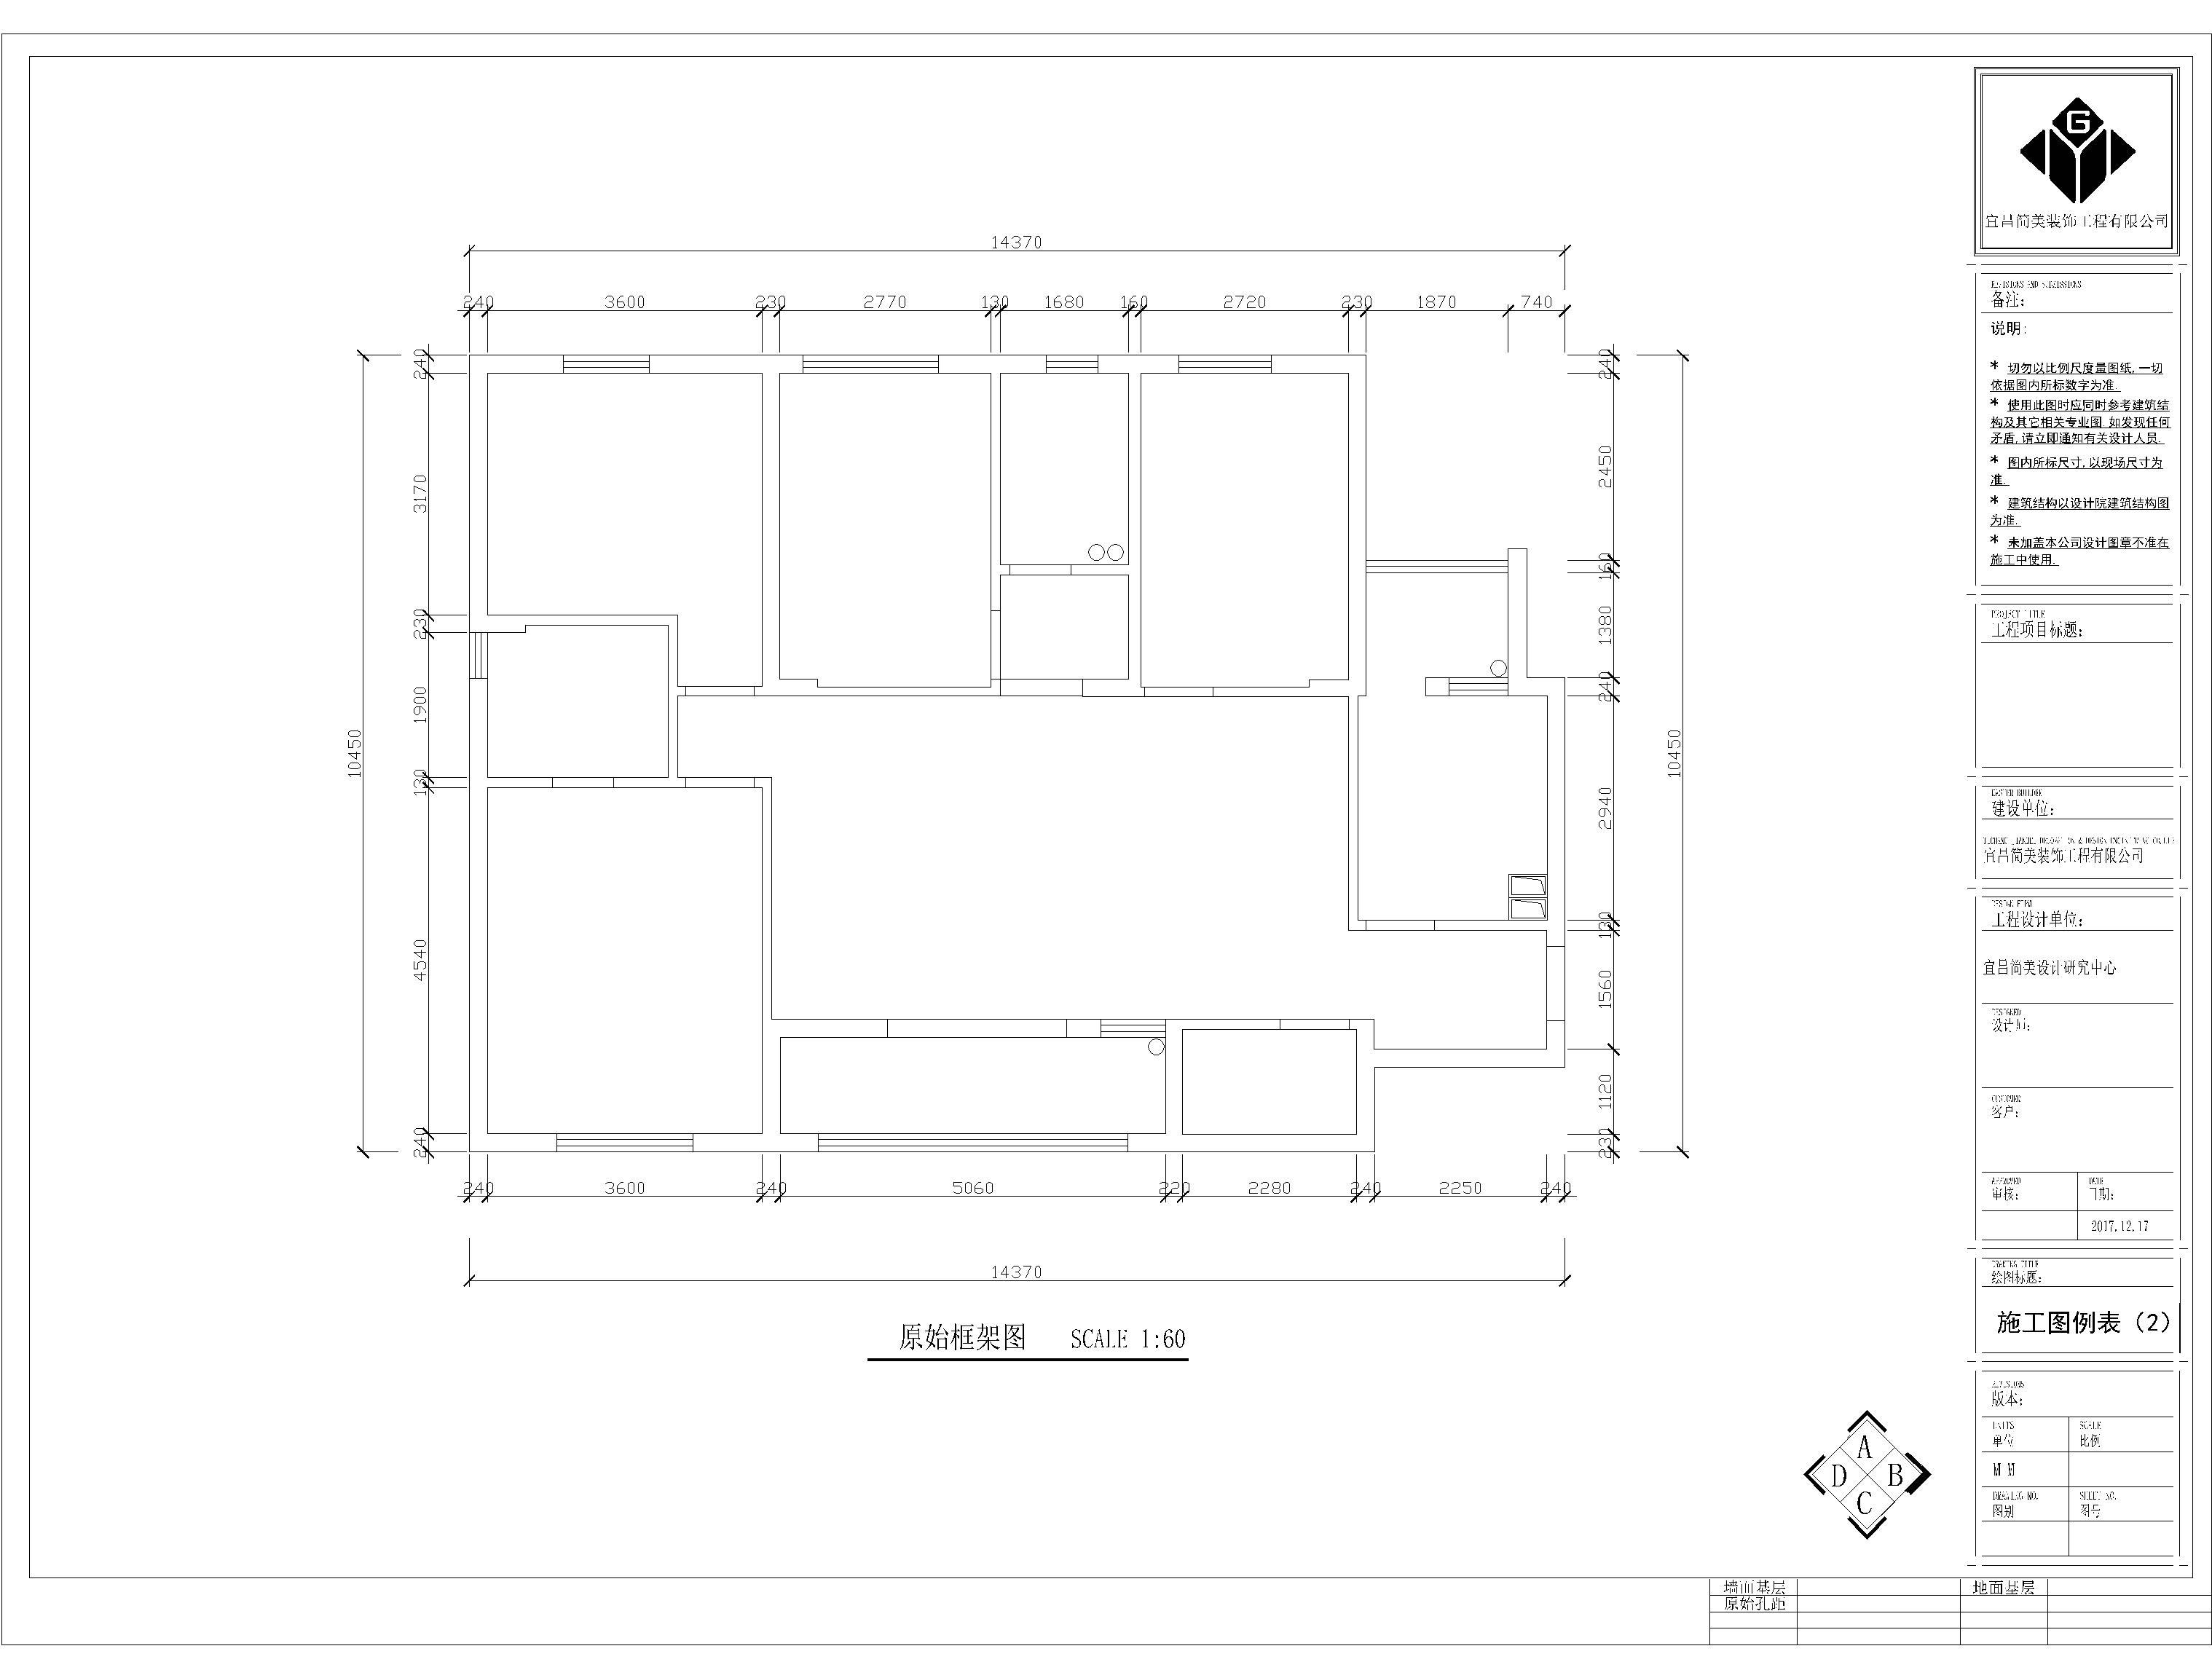 宜昌简美装饰工程有限公司
备注:
说明:
* 切勿以比例尺度量图纸,一切
依据图内所标数字为准.
* 使用此图时应同时参考建筑结
构及其它相关专业图.如发现任何
矛盾,请立即通知有关设计人员.
* 图内所标尺寸,以现场尺寸为
准.
* 建筑结构以设计院建筑结构图
为准.
* 未加盖本公司设计图章不准在
施工中使用.
PROJECT TITLE
工程项目标题:
建设单位:
宜昌简美装饰工程有限公司
工程设计单位:
宜昌简美设计研究中心
DESIGNED
设计师:
CUSTOMER
客户:
APPROVED
审核:
DATE
日期:
2017.12.17
DRAWING TITLE
绘图标题:
施工图例表（2）
版本:
UNITS
单位
SCALE
比例
M M
DRAWING NO.
图别
SHEET NO.
图号
14370
240 3600 230 2770 130 1680 160 2720 230 1870 740
240
3170
230
1900
130
4540
240
10450
240
2450
160
1380
240
2940
130
1560
1120
230
10450
240 3600 240 5060 220 2280 240 2250 240
14370
原始框架图 SCALE 1:60
A
D B
C
墙面基层 地面基层
原始孔距